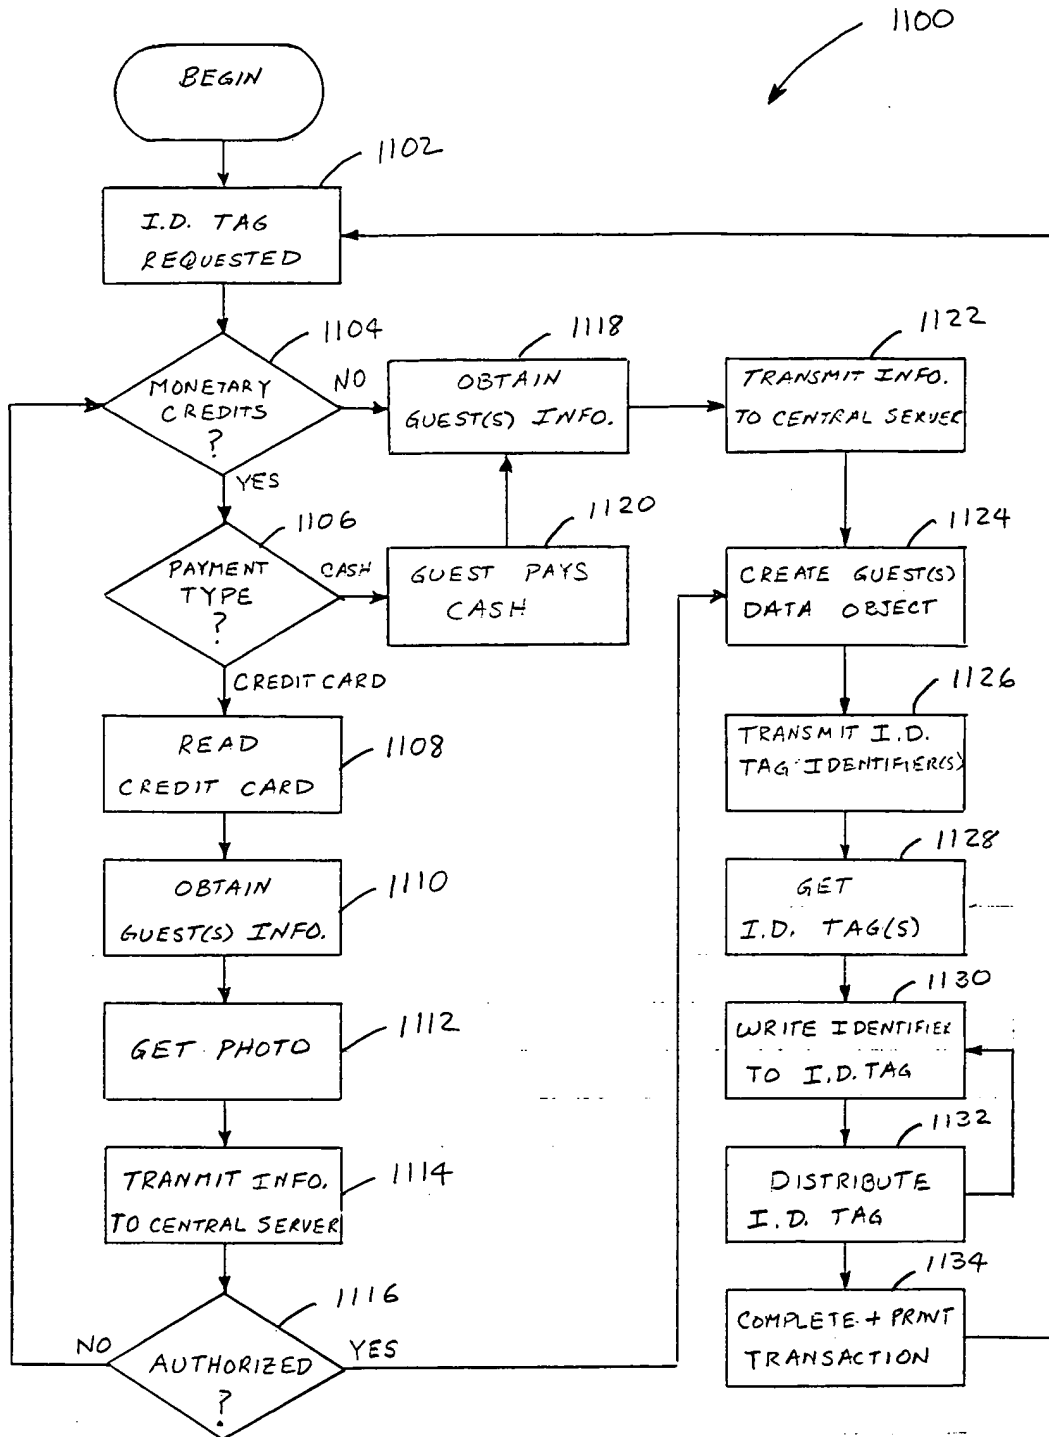 1100
BEGIN
1102
I.D. TAG
REQUESTED
1104
MONETARY
CREDITS
?
NO
YES
1118
OBTAIN
GUEST(S) INFO.
1122
TRANSMIT INFO.
TO CENTRAL SERVER
1106
PAYMENT
TYPE
?
CASH
CREDIT CARD
1120
GUEST PAYS
CASH
1124
CREATE GUEST(S)
DATA OBJECT
1108
READ
CREDIT CARD
1126
TRANSMIT I.D.
TAG IDENTIFIER(S)
1110
OBTAIN
GUEST(S) INFO.
1128
GET
I.D. TAG(S)
1112
GET PHOTO
1130
WRITE IDENTIFIER
TO I.D. TAG
1114
TRANMIT INFO.
TO CENTRAL SERVER
1132
DISTRIBUTE
I.D. TAG
1116
AUTHORIZED
?
NO
YES
1134
COMPLETE + PRINT
TRANSACTION